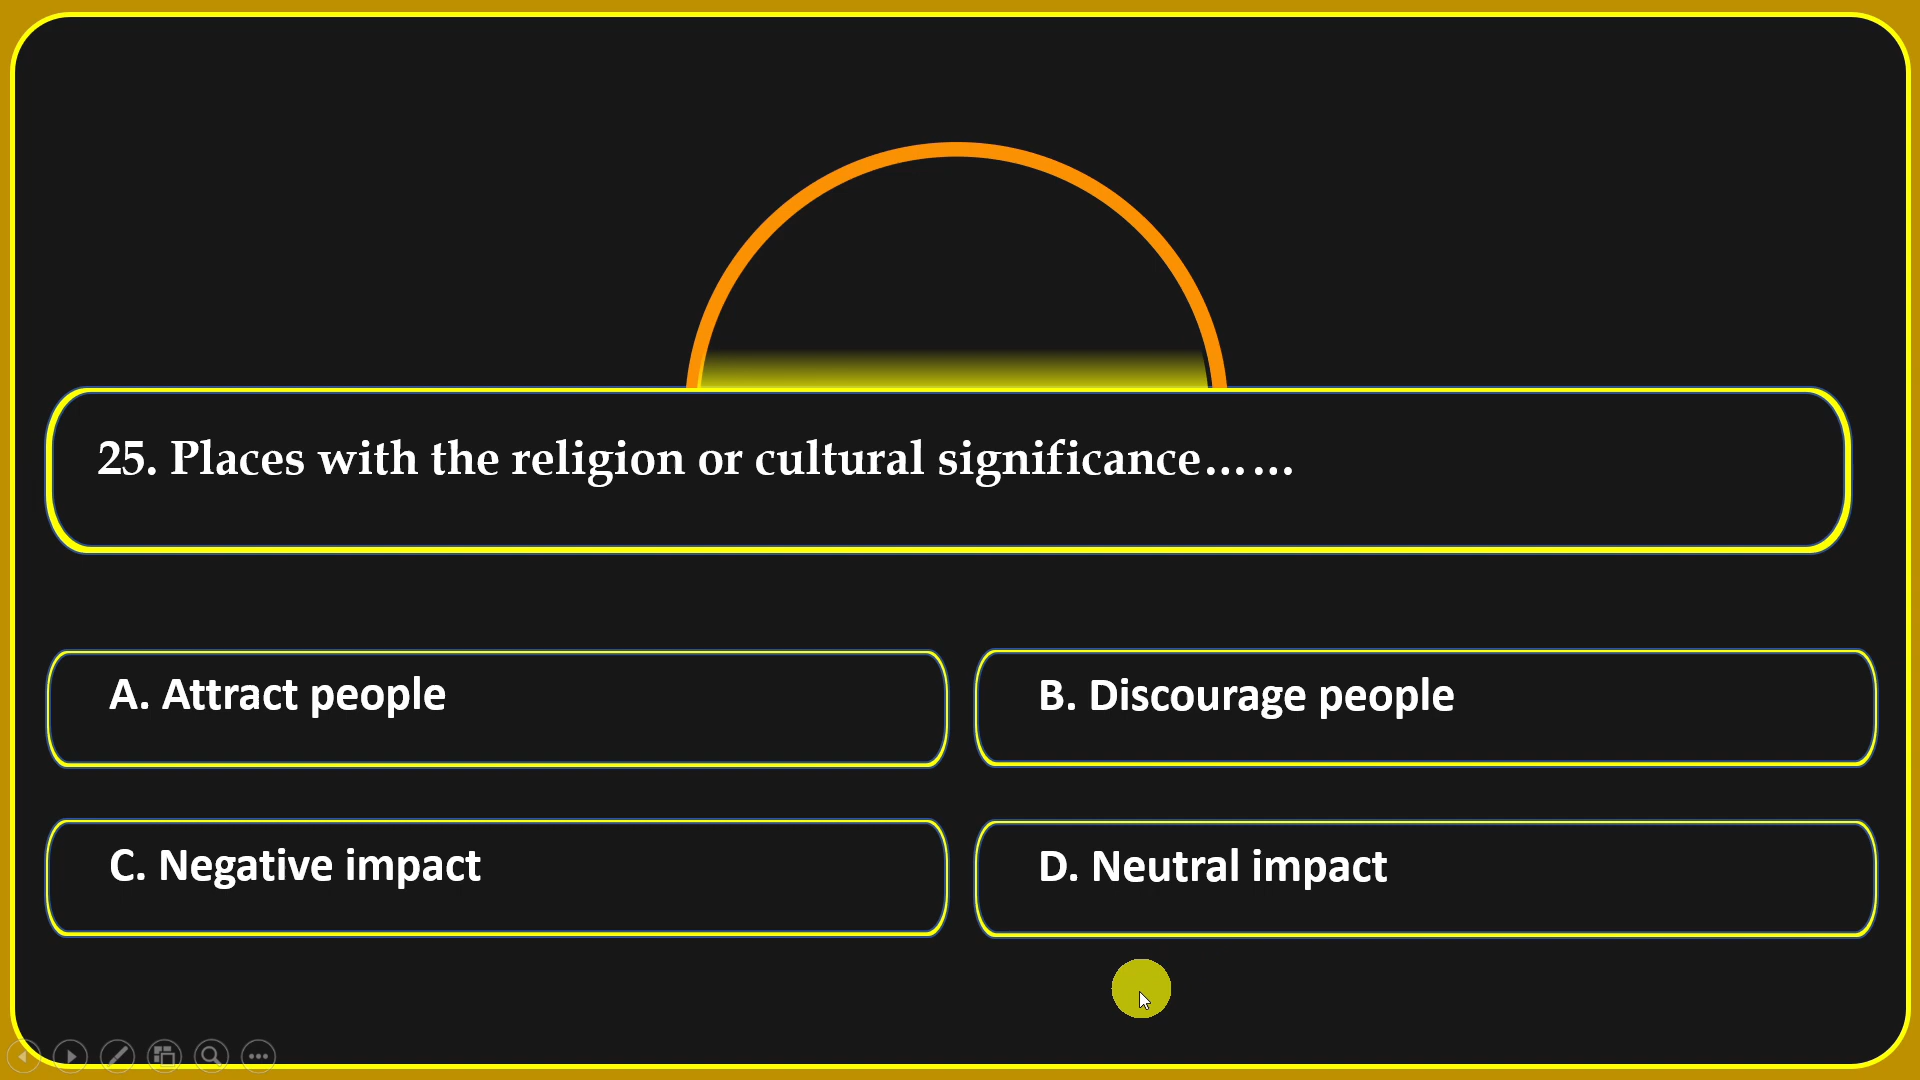 25. Places with the religion or cultural significance……
A. Attract people
B. Discourage people
C. Negative impact
D. Neutral impact